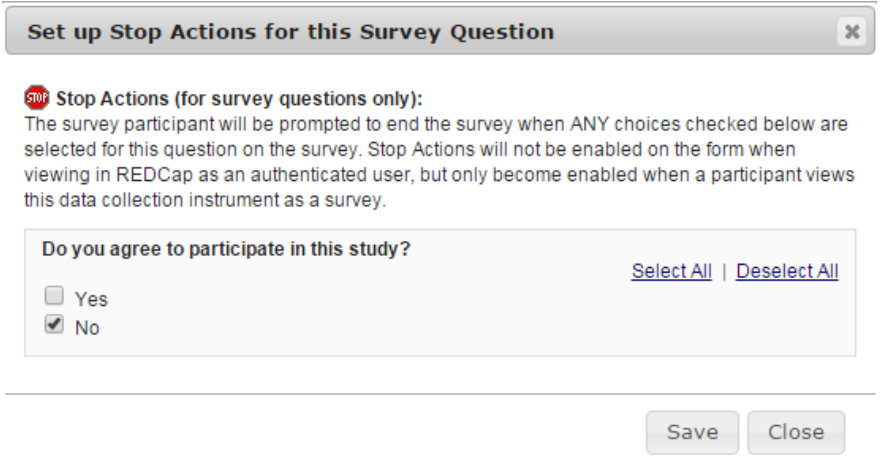 Set up Stop Actions for this Survey Question
STOP Stop Actions (for survey questions only):
The survey participant will be prompted to end the survey when ANY choices checked below are
selected for this question on the survey. Stop Actions will not be enabled on the form when
viewing in REDCap as an authenticated user, but only become enabled when a participant views
this data collection instrument as a survey.
Do you agree to participate in this study?
Select All | Deselect All
Yes
No
Save Close